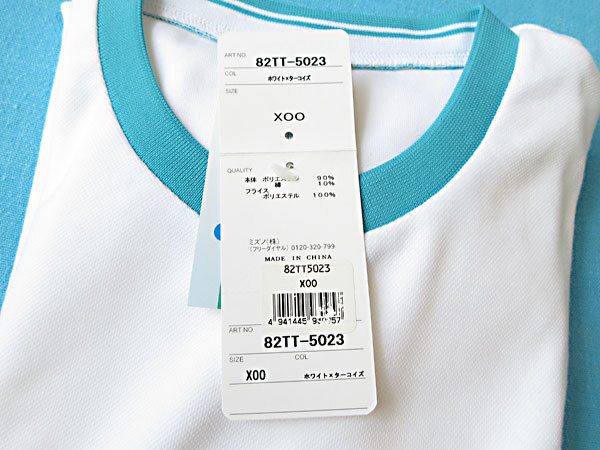 ART.NO.
82TT-5023
COL
ホワイト×ターコイズ
SIZE
XOO
QUALITY
本体 ポリエステル 90%
綿 10%
フライス
ポリエステル 100%
ミズノ(株)
(フリーダイヤル) 0120-320-799
MADE IN CHINA
82TT5023
XOO
4 941445
ART.NO.
82TT-5023
SIZE COL
XOO ホワイト×ターコイズ